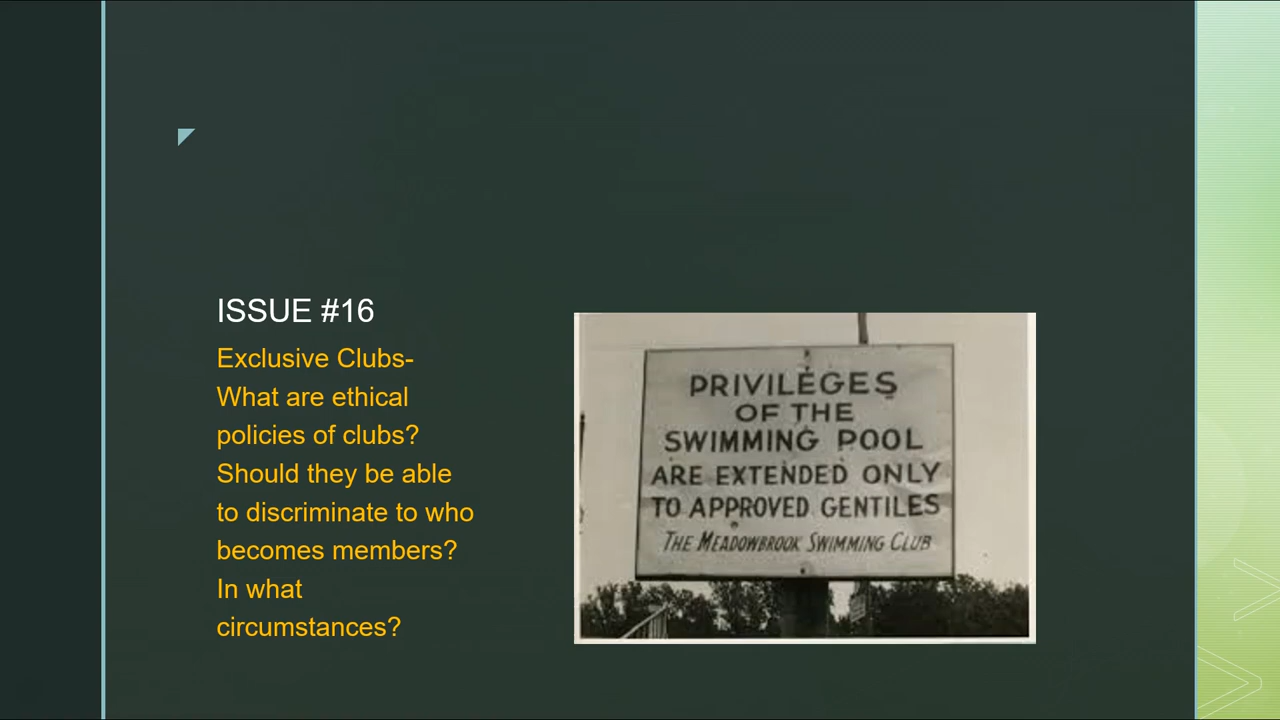 ISSUE #16
Exclusive Clubs-
What are ethical
policies of clubs?
Should they be able
to discriminate to who
becomes members?
In what
circumstances?
PRIVILEGES
OF THE
SWIMMING POOL
ARE EXTENDED ONLY
TO APPROVED GENTILES
THE MEADOWBROOK SWIMMING CLUB